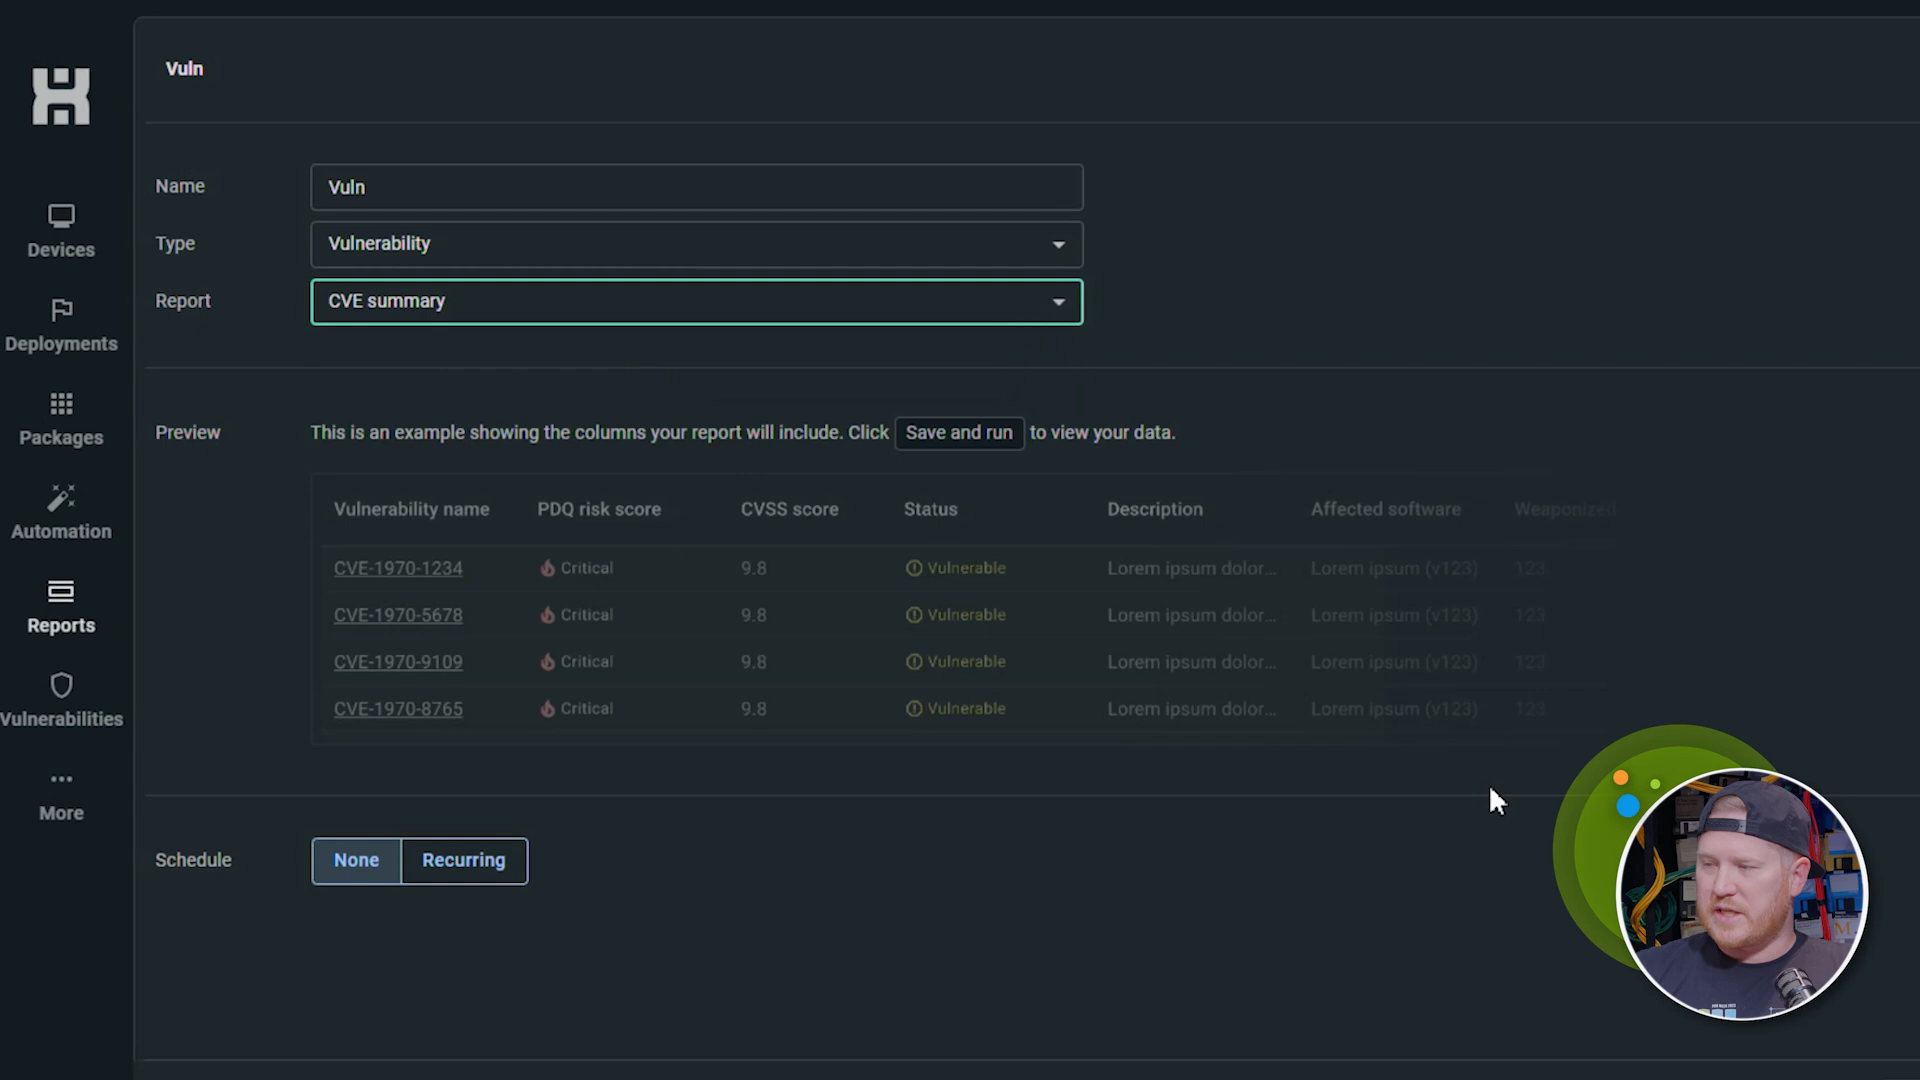 Vuln
Devices
Deployments
Packages
Automation
Reports
Vulnerabilities
More
Name
Vuln
Type
Vulnerability
Report
CVE summary
Preview
This is an example showing the columns your report will include. Click Save and run to view your data.
Vulnerability name PDQ risk score CVSS score Status Description Affected software Weaponized
CVE-1970-1234 Critical 9.8 Vulnerable Lorem ipsum dolor... Lorem ipsum (v123) 123
CVE-1970-5678 Critical 9.8 Vulnerable Lorem ipsum dolor... Lorem ipsum (v123) 123
CVE-1970-9109 Critical 9.8 Vulnerable Lorem ipsum dolor... Lorem ipsum (v123) 123
CVE-1970-8765 Critical 9.8 Vulnerable Lorem ipsum dolor... Lorem ipsum (v123) 123
Schedule
None Recurring